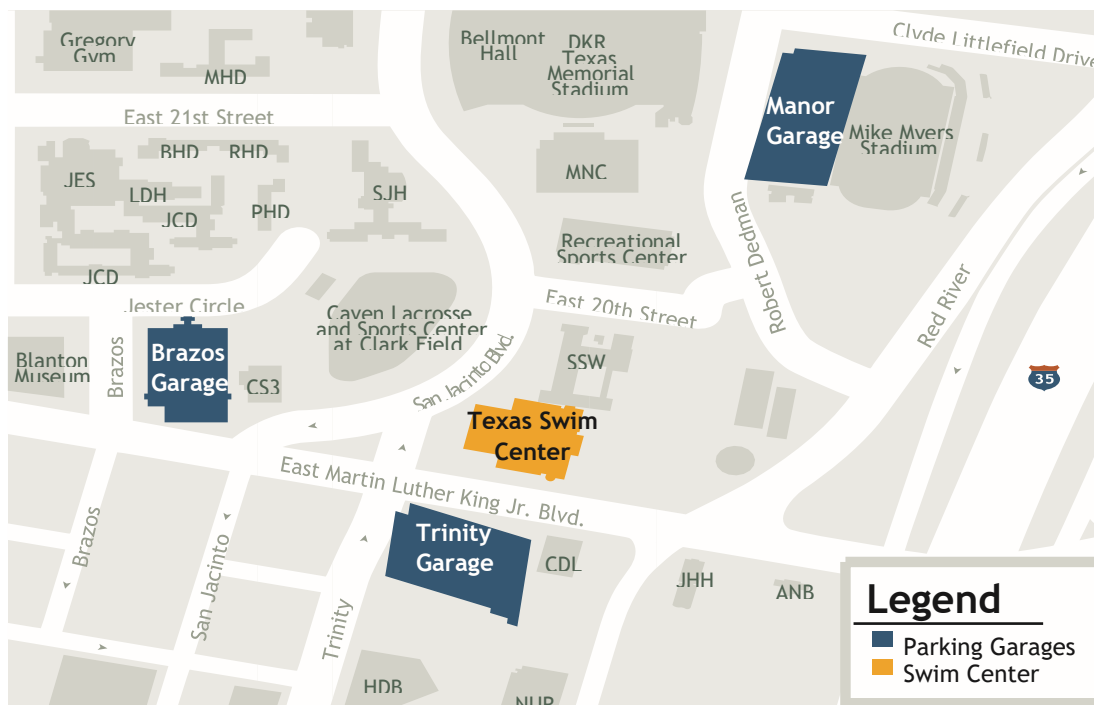 Gregory
Gym
MHD
Bellmont
Hall
DKR
Texas
Memorial
Stadium
Clyde Littlefield Drive
Manor
Garage
Mike Myers
Stadium
East 21st Street
BHD
RHD
JES
LDH
JCD
PHD
SJH
MNC
JCD
Recreational
Sports Center
Robert Dedman
Red River
Jester Circle
East 20th Street
Caven Lacrosse
and Sports Center
at Clark Field
San Jacinto Blvd.
Blanton
Museum
Brazos
Brazos
Garage
CS3
SSW
35
Texas Swim
Center
East Martin Luther King Jr. Blvd.
Brazos
San Jacinto
Trinity
Trinity
Garage
CDL
JHH
ANB
HDB
Legend
Parking Garages
Swim Center